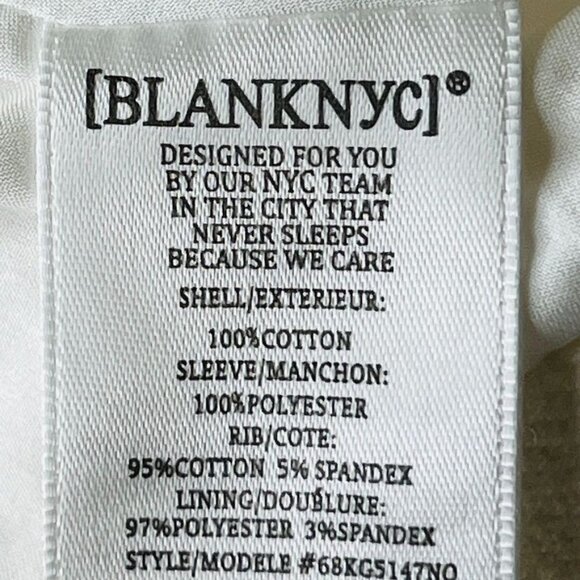 [BLANKNYC]®
DESIGNED FOR YOU
BY OUR NYC TEAM
IN THE CITY THAT
NEVER SLEEPS
BECAUSE WE CARE
SHELL/EXTERIEUR:
100%COTTON
SLEEVE/MANCHON:
100%POLYESTER
RIB/COTE:
95%COTTON 5% SPANDEX
LINING/DOUBLURE:
97%POLYESTER 3%SPANDEX
STYLE/MODELE #68KG5147NO